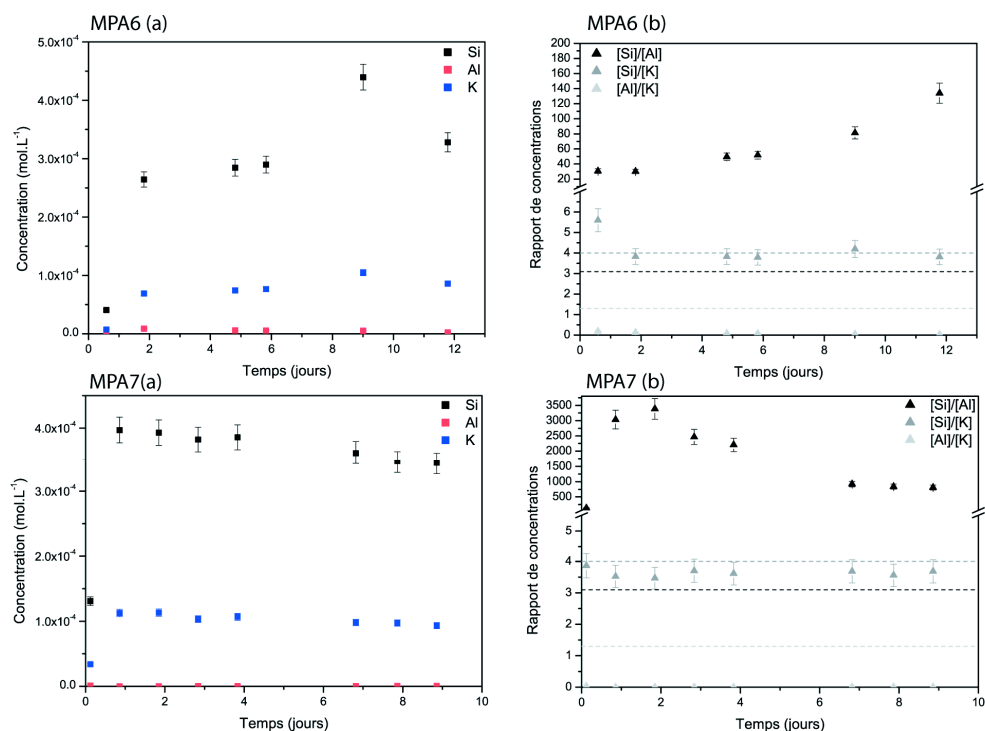 MPA6 (a)
5.0x10⁻⁴
4.0x10⁻⁴
3.0x10⁻⁴
2.0x10⁻⁴
1.0x10⁻⁴
0.0
Concentration (mol.L⁻¹)
Si
Al
K
0 2 4 6 8 10 12
Temps (jours)
MPA6 (b)
200
180
160
140
120
100
80
60
40
20
6
5
4
3
2
1
0
Rapport de concentrations
[Si]/[Al]
[Si]/[K]
[Al]/[K]
0 2 4 6 8 10 12
Temps (jours)
MPA7(a)
4.0x10⁻⁴
3.0x10⁻⁴
2.0x10⁻⁴
1.0x10⁻⁴
0.0
Concentration (mol.L⁻¹)
Si
Al
K
0 2 4 6 8 10
Temps (jours)
MPA7 (b)
3500
3000
2500
2000
1500
1000
500
5
4
3
2
1
0
Rapport de concentrations
[Si]/[Al]
[Si]/[K]
[Al]/[K]
0 2 4 6 8 10
Temps (jours)